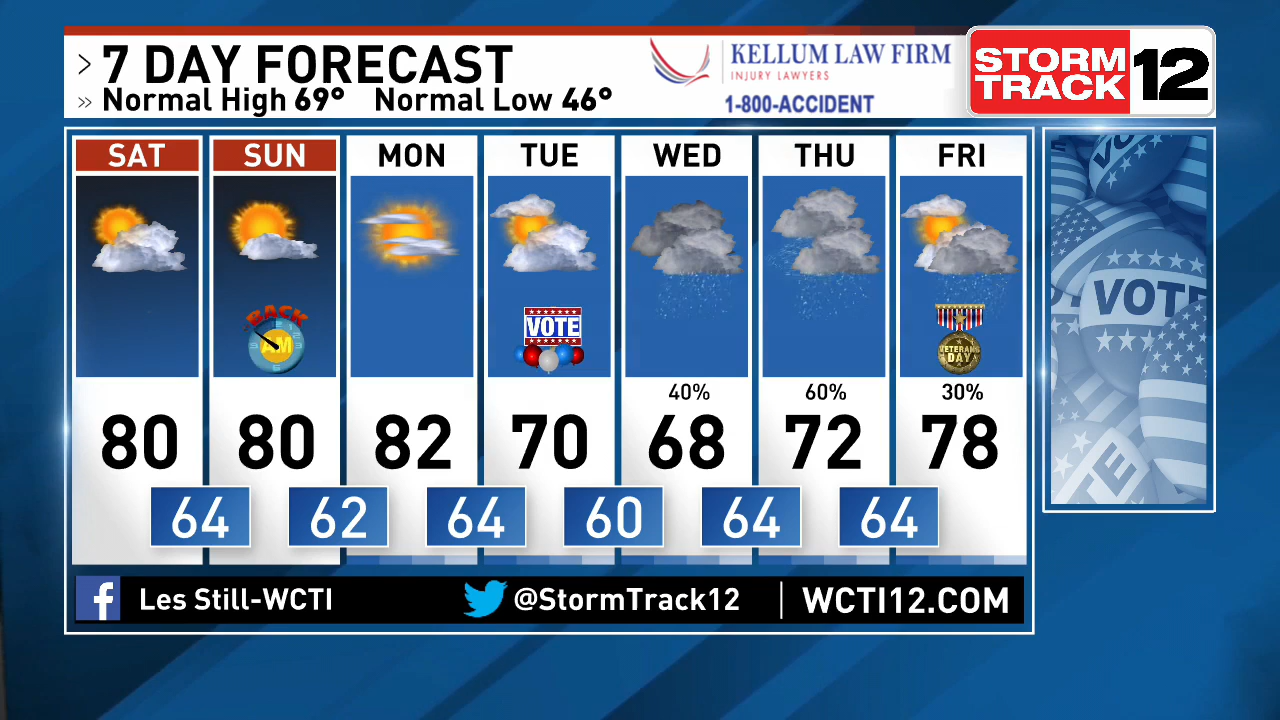 > 7 DAY FORECAST
» Normal High 69° Normal Low 46°
KELLUM LAW FIRM
INJURY LAWYERS
1-800-ACCIDENT
STORM TRACK 12
SAT SUN MON TUE WED THU FRI
BACK
AM
VOTE
VETERANS DAY
40% 60% 30%
80 80 82 70 68 72 78
64 62 64 60 64 64
VOTE
f Les Still-WCTI @StormTrack12 | WCTI12.COM